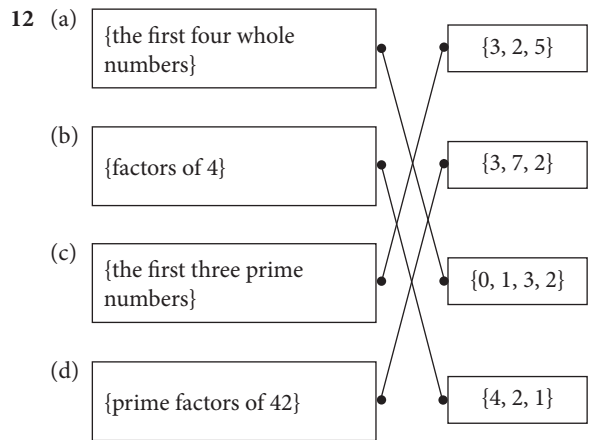 12 (a) {the first four whole
numbers}
{3, 2, 5}
(b) {factors of 4}
{3, 7, 2}
(c) {the first three prime
numbers}
{0, 1, 3, 2}
(d) {prime factors of 42}
{4, 2, 1}